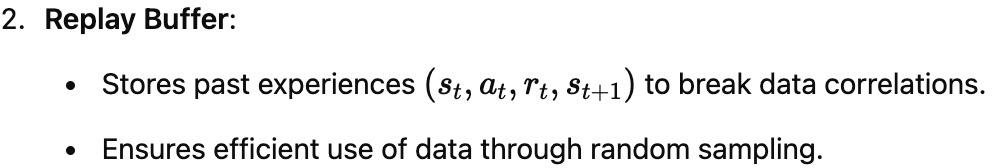 2. Replay Buffer:
• Stores past experiences (s_t, a_t, r_t, s_{t+1}) to break data correlations.
• Ensures efficient use of data through random sampling.